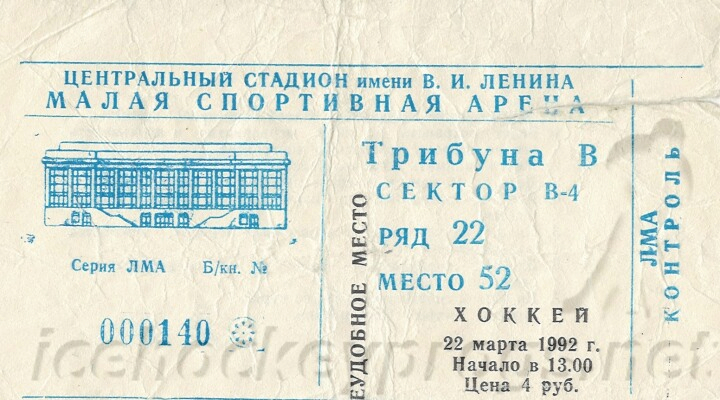 ЦЕНТРАЛЬНЫЙ СТАДИОН имени В. И. ЛЕНИНА
МАЛАЯ СПОРТИВНАЯ АРЕНА
Трибуна В
СЕКТОР В-4
РЯД 22
МЕСТО 52
Серия ЛМА Б/кн. №
000140
ЕУДОБНОЕ МЕСТО
ХОККЕЙ
22 марта 1992 г.
Начало в 13.00
Цена 4 руб.
ЛМА
КОНТРОЛЬ